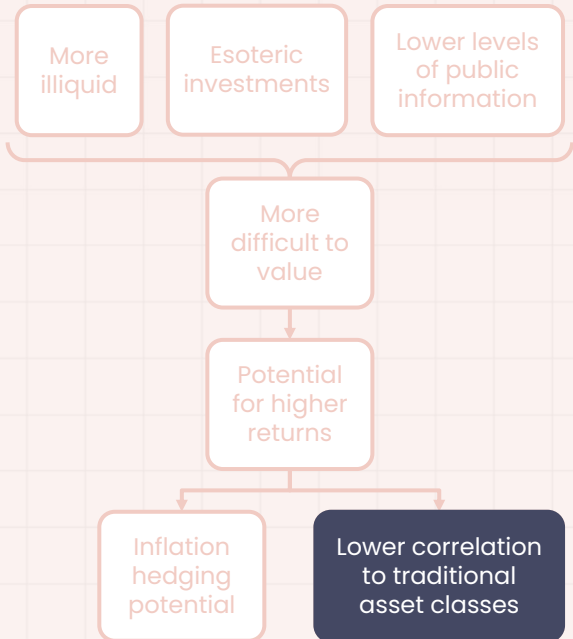 More
illiquid
Esoteric
investments
Lower levels
of public
information
More
difficult to
value
Potential
for higher
returns
Inflation
hedging
potential
Lower correlation
to traditional
asset classes